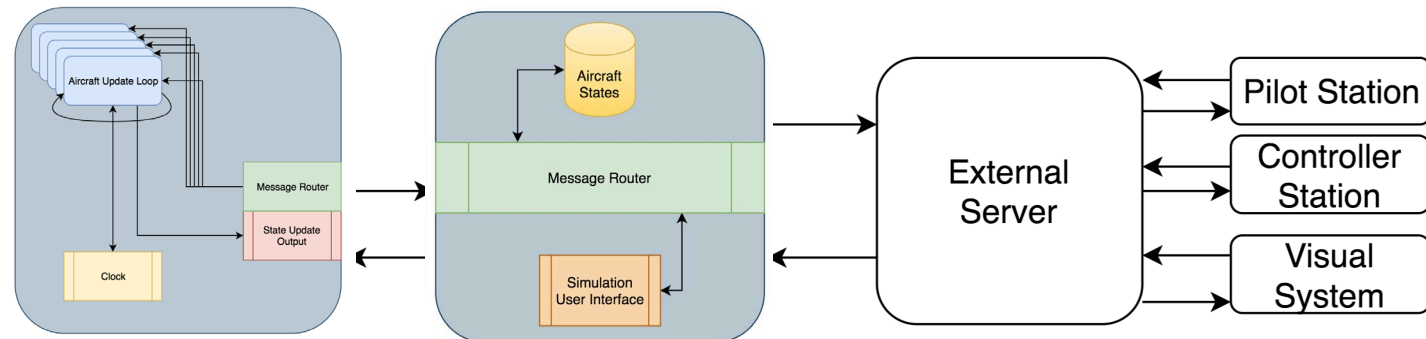 Aircraft Update Loop
Message Router
State Update
Output
Clock
Aircraft
States
Message Router
Simulation
User Interface
External
Server
Pilot Station
Controller
Station
Visual
System